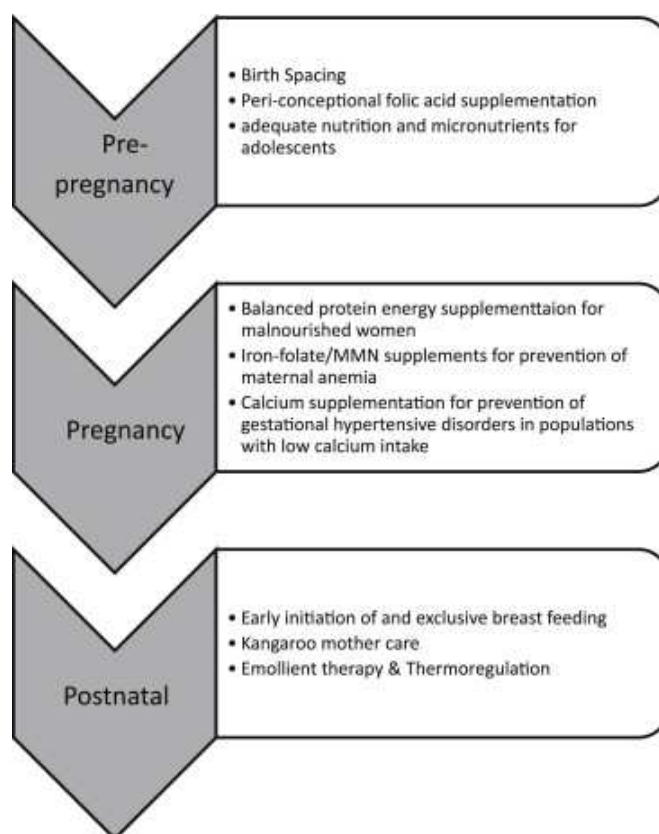 Pre-
pregnancy
• Birth Spacing
• Peri-conceptional folic acid supplementation
• adequate nutrition and micronutrients for
adolescents
Pregnancy
• Balanced protein energy supplementtaion for
malnourished women
• Iron-folate/MMN supplements for prevention of
maternal anemia
• Calcium supplementation for prevention of
gestational hypertensive disorders in populations
with low calcium intake
Postnatal
• Early initiation of and exclusive breast feeding
• Kangaroo mother care
• Emollient therapy & Thermoregulation